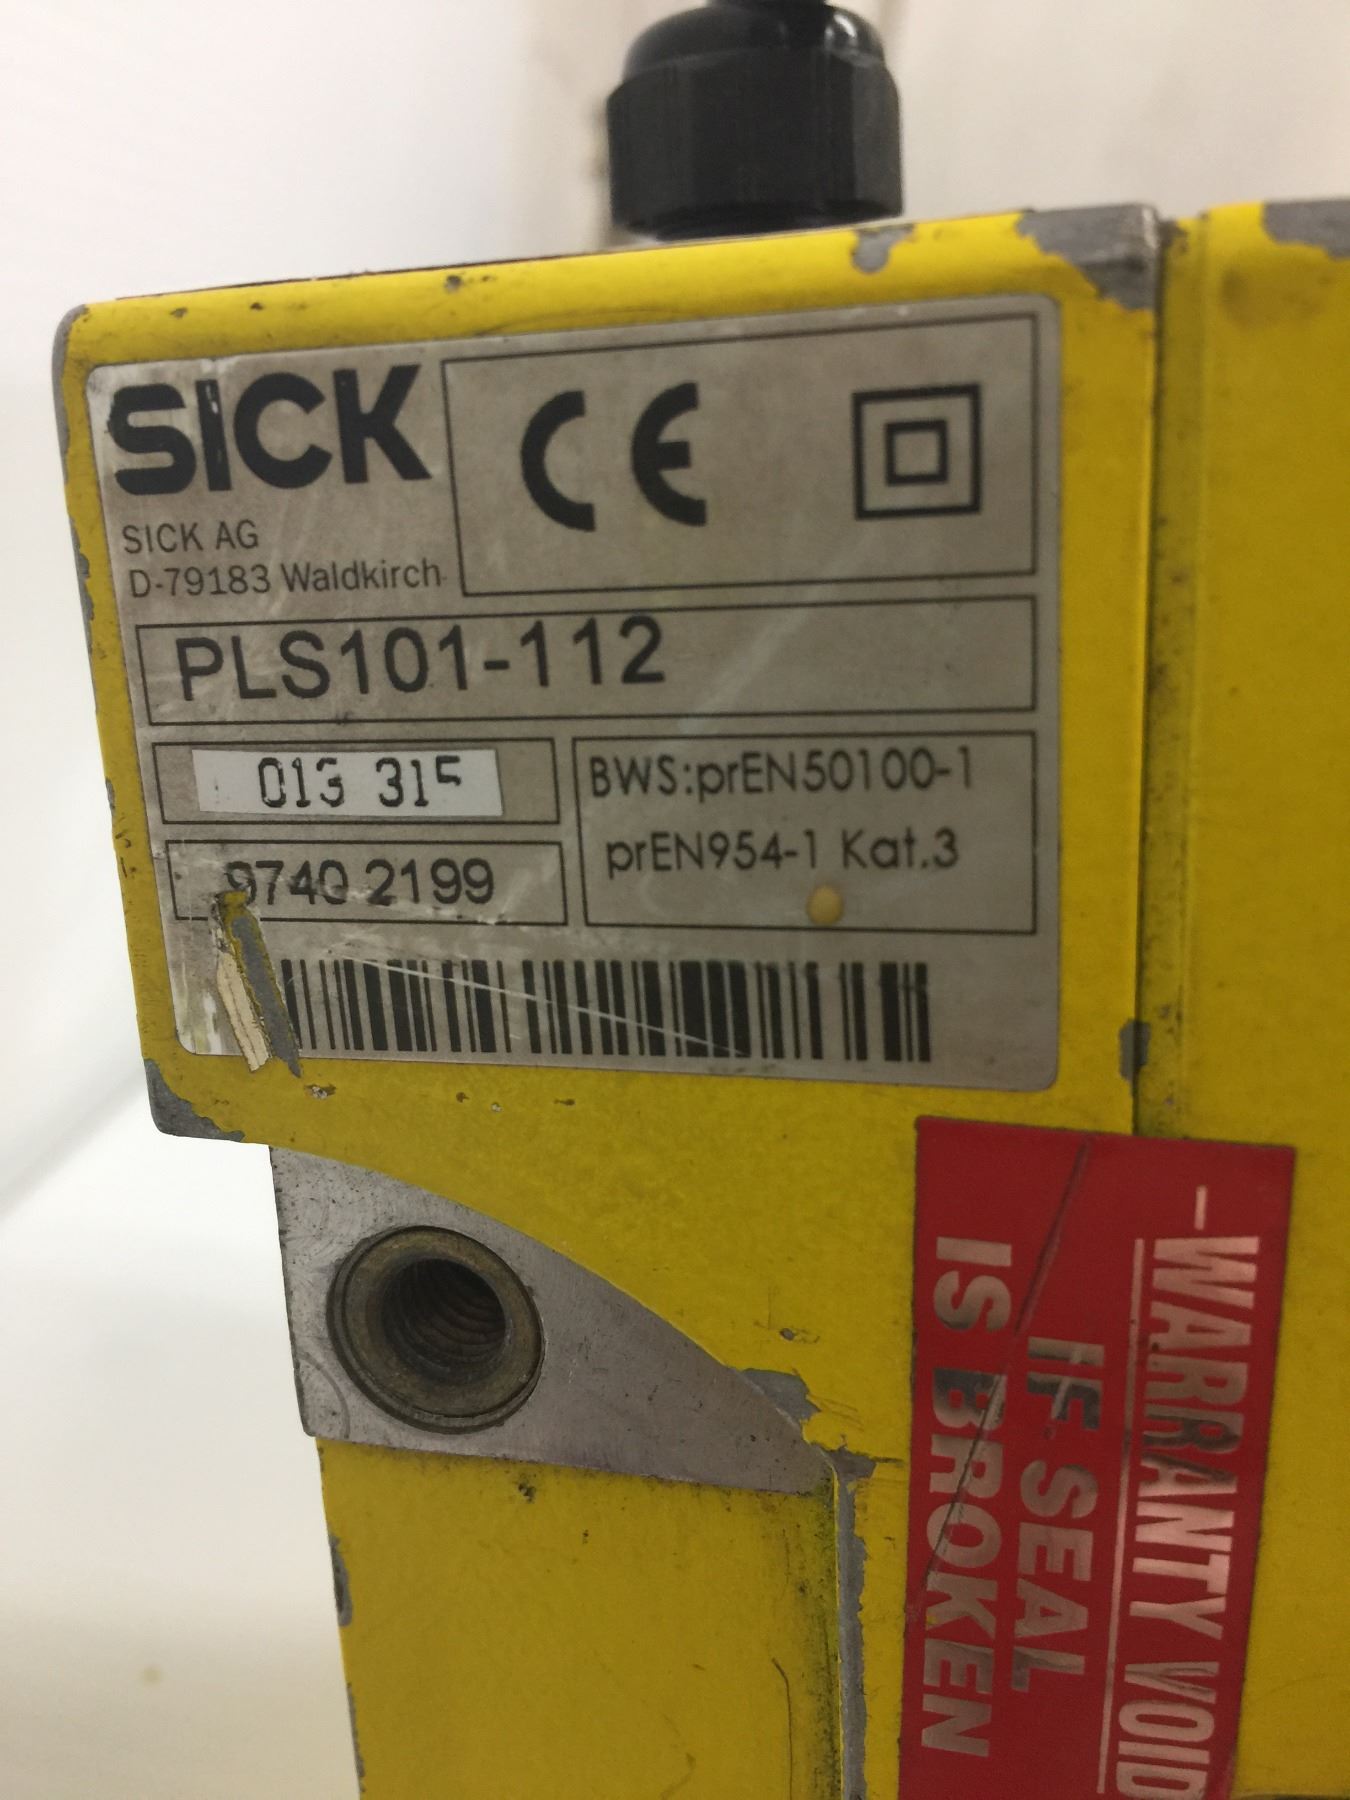 SICK
CE
SICK AG
D-79183 Waldkirch
PLS101-112
013 315
BWS:prEN50100-1
prEN954-1 Kat.3
9740 2199
WARRANTY VOID
IF SEAL
IS BROKEN